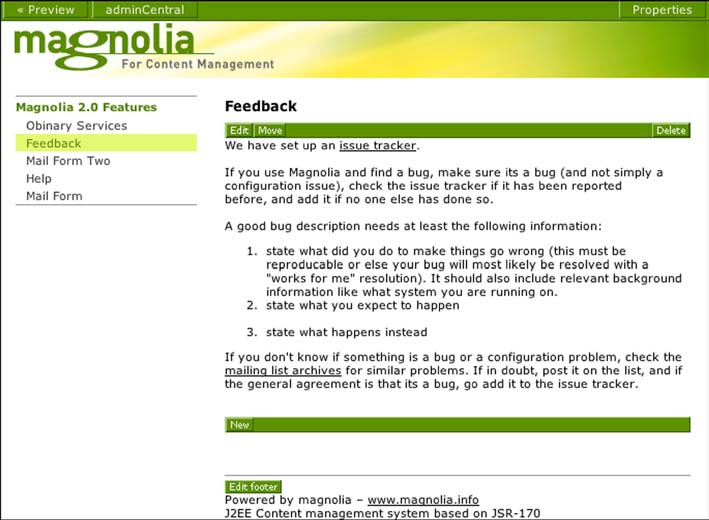 « Preview
adminCentral
Properties
magnolia
For Content Management
Magnolia 2.0 Features
Obinary Services
Feedback
Mail Form Two
Help
Mail Form
Feedback
Edit Move Delete
We have set up an issue tracker.
If you use Magnolia and find a bug, make sure its a bug (and not simply a
configuration issue), check the issue tracker if it has been reported
before, and add it if no one else has done so.
A good bug description needs at least the following information:
1. state what did you do to make things go wrong (this must be
reproducable or else your bug will most likely be resolved with a
"works for me" resolution). It should also include relevant background
information like what system you are running on.
2. state what you expect to happen
3. state what happens instead
If you don't know if something is a bug or a configuration problem, check the
mailing list archives for similar problems. If in doubt, post it on the list, and if
the general agreement is that its a bug, go add it to the issue tracker.
New
Edit footer
Powered by magnolia – www.magnolia.info
J2EE Content management system based on JSR-170